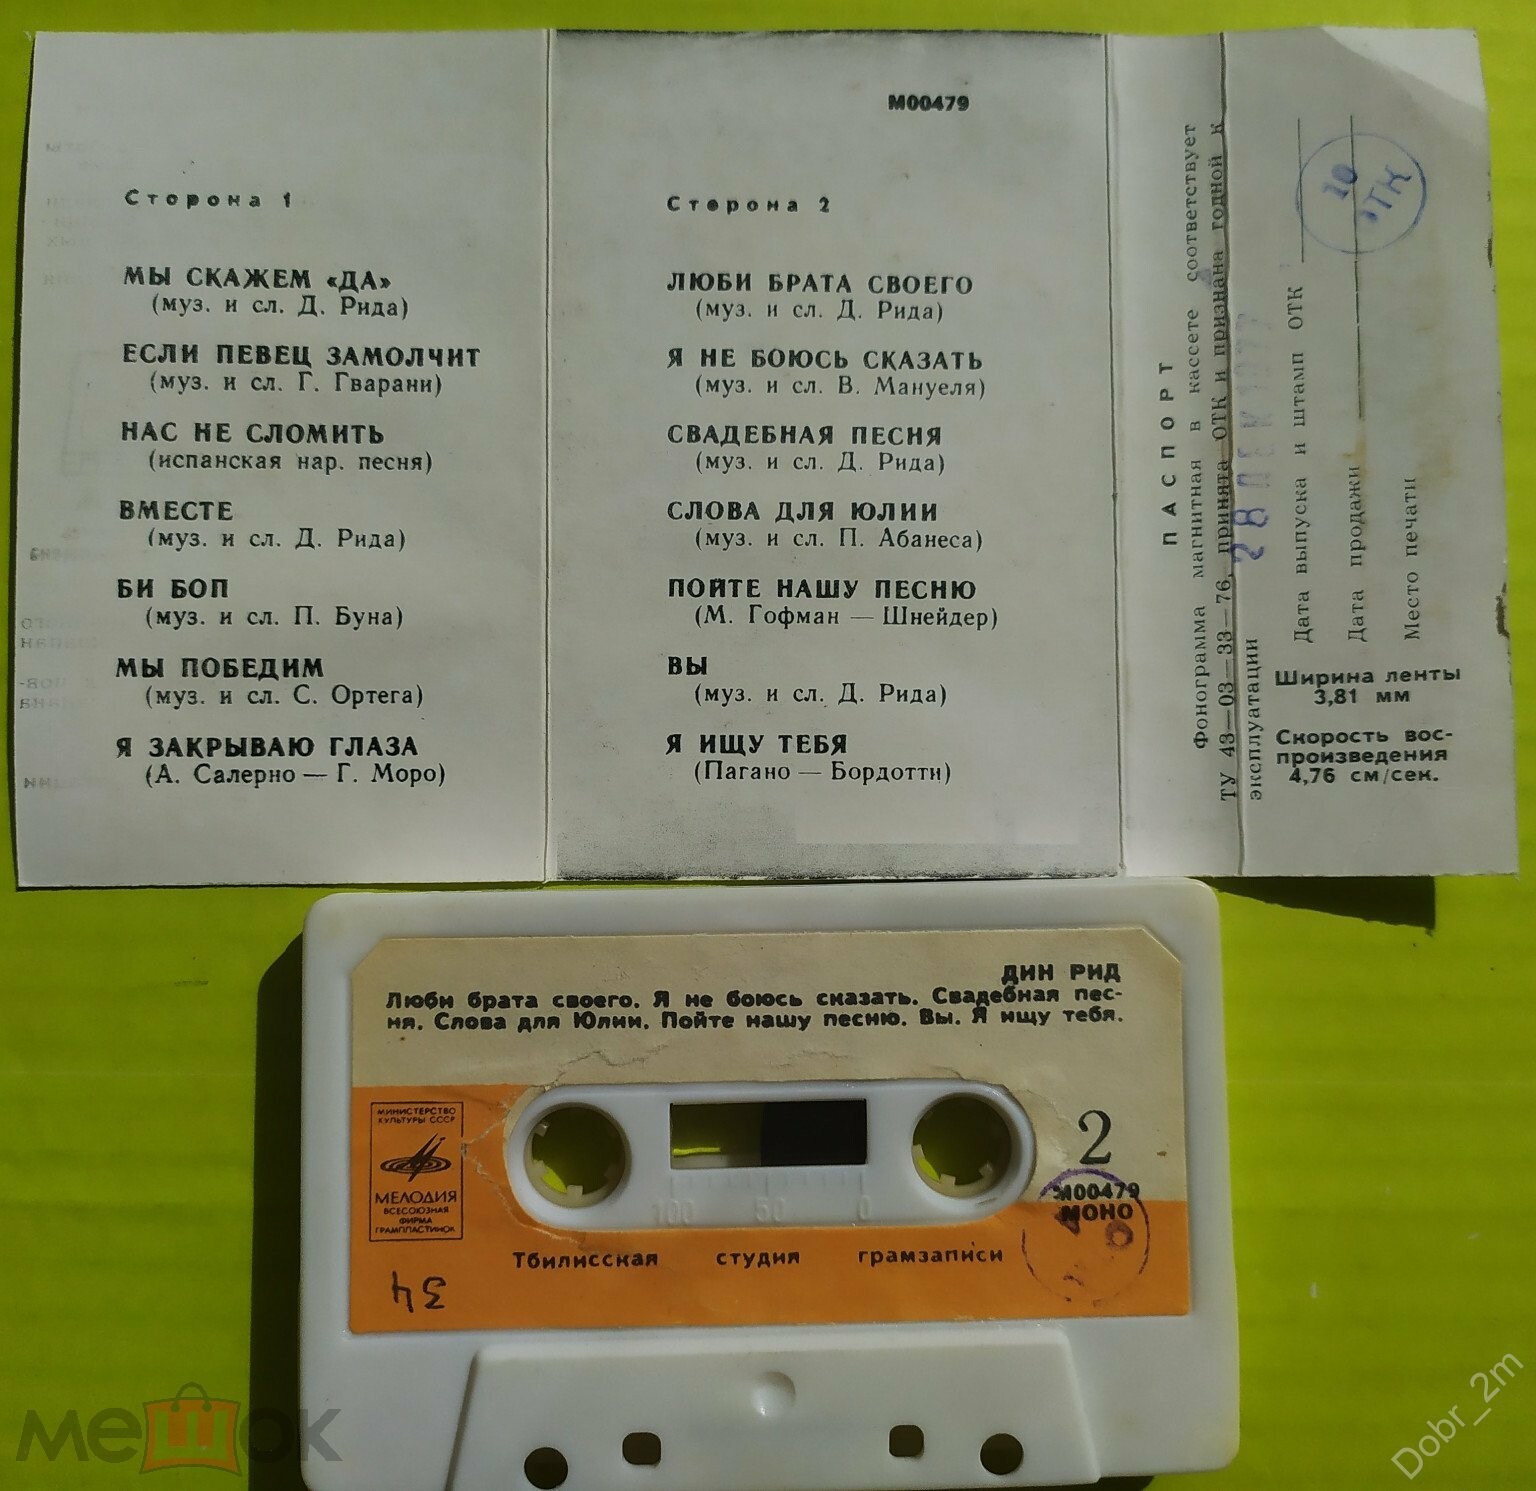 М00479
Сторона 1
МЫ СКАЖЕМ «ДА»
(муз. и сл. Д. Рида)
ЕСЛИ ПЕВЕЦ ЗАМОЛЧИТ
(муз. и сл. Г. Гварани)
НАС НЕ СЛОМИТЬ
(испанская нар. песня)
ВМЕСТЕ
(муз. и сл. Д. Рида)
БИ БОП
(муз. и сл. П. Буна)
МЫ ПОБЕДИМ
(муз. и сл. С. Ортега)
Я ЗАКРЫВАЮ ГЛАЗА
(А. Салерно — Г. Моро)
Сторона 2
ЛЮБИ БРАТА СВОЕГО
(муз. и сл. Д. Рида)
Я НЕ БОЮСЬ СКАЗАТЬ
(муз. и сл. В. Мануеля)
СВАДЕБНАЯ ПЕСНЯ
(муз. и сл. Д. Рида)
СЛОВА ДЛЯ ЮЛИИ
(муз. и сл. П. Абанеса)
ПОЙТЕ НАШУ ПЕСНЮ
(М. Гофман — Шнейдер)
ВЫ
(муз. и сл. Д. Рида)
Я ИЩУ ТЕБЯ
(Пагано — Бордотти)
ПАСПОРТ
Фонограмма магнитная в кассете соответствует
ТУ 43—03—33—76, принята ОТК и признана годной к
эксплуатации
28 ДЕК 1977
Дата выпуска и штамп ОТК
Дата продажи
Место печати
10
ОТК
Ширина ленты
3,81 мм
Скорость вос-
произведения
4,76 см/сек.
ДИН РИД
Люби брата своего. Я не боюсь сказать. Свадебная пес-
ня. Слова для Юлии. Пойте нашу песню. Вы. Я ищу тебя.
МИНИСТЕРСТВО
КУЛЬТУРЫ СССР
МЕЛОДИЯ
ВСЕСОЮЗНАЯ
ФИРМА
ГРАМПЛАСТИНОК
2
М00479
МОНО
100 50 0
Тбилисская студия грамзаписи
34
мешок
Dobr_2m